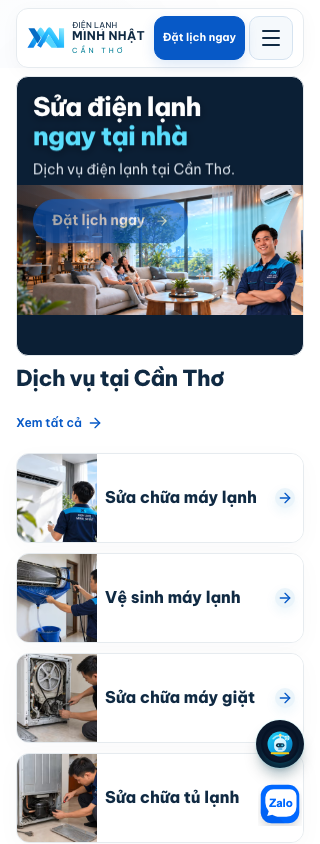 ĐIỆN LẠNH
MINH NHẬT
CẦN THƠ
Đặt lịch ngay
Sửa điện lạnh
ngay tại nhà
Dịch vụ điện lạnh tại Cần Thơ.
Đặt lịch ngay →
Dịch vụ tại Cần Thơ
Xem tất cả →
Sửa chữa máy lạnh
Vệ sinh máy lạnh
Sửa chữa máy giặt
Sửa chữa tủ lạnh
Zalo